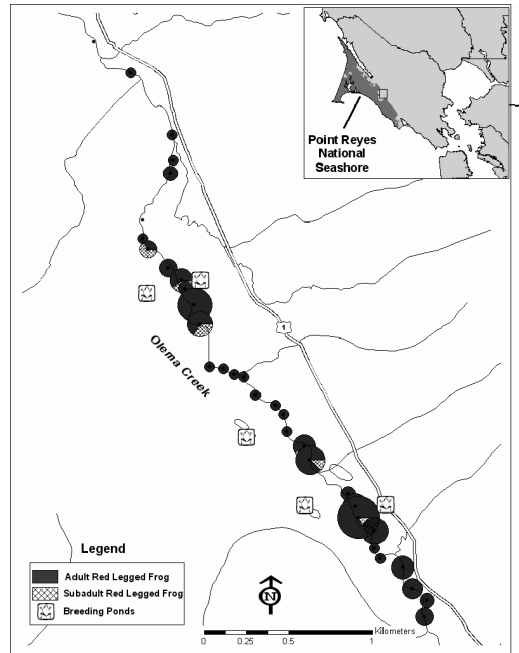 Point Reyes
National
Seashore
1
Olema Creek
Legend
Adult Red Legged Frog
Subadult Red Legged Frog
Breeding Ponds
N
Kilometers
0 0.25 0.5 1